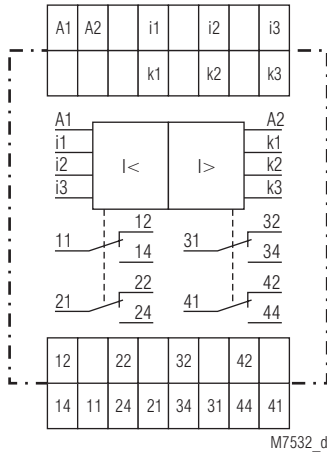 A1 A2 i1 i2 i3
k1 k2 k3
A1 A2
i1 k1
i2 I< I> k2
i3 k3
12 32
11 14 31 34
22 42
21 24 41 44
12 22 32 42
14 11 24 21 34 31 44 41
M7532_d